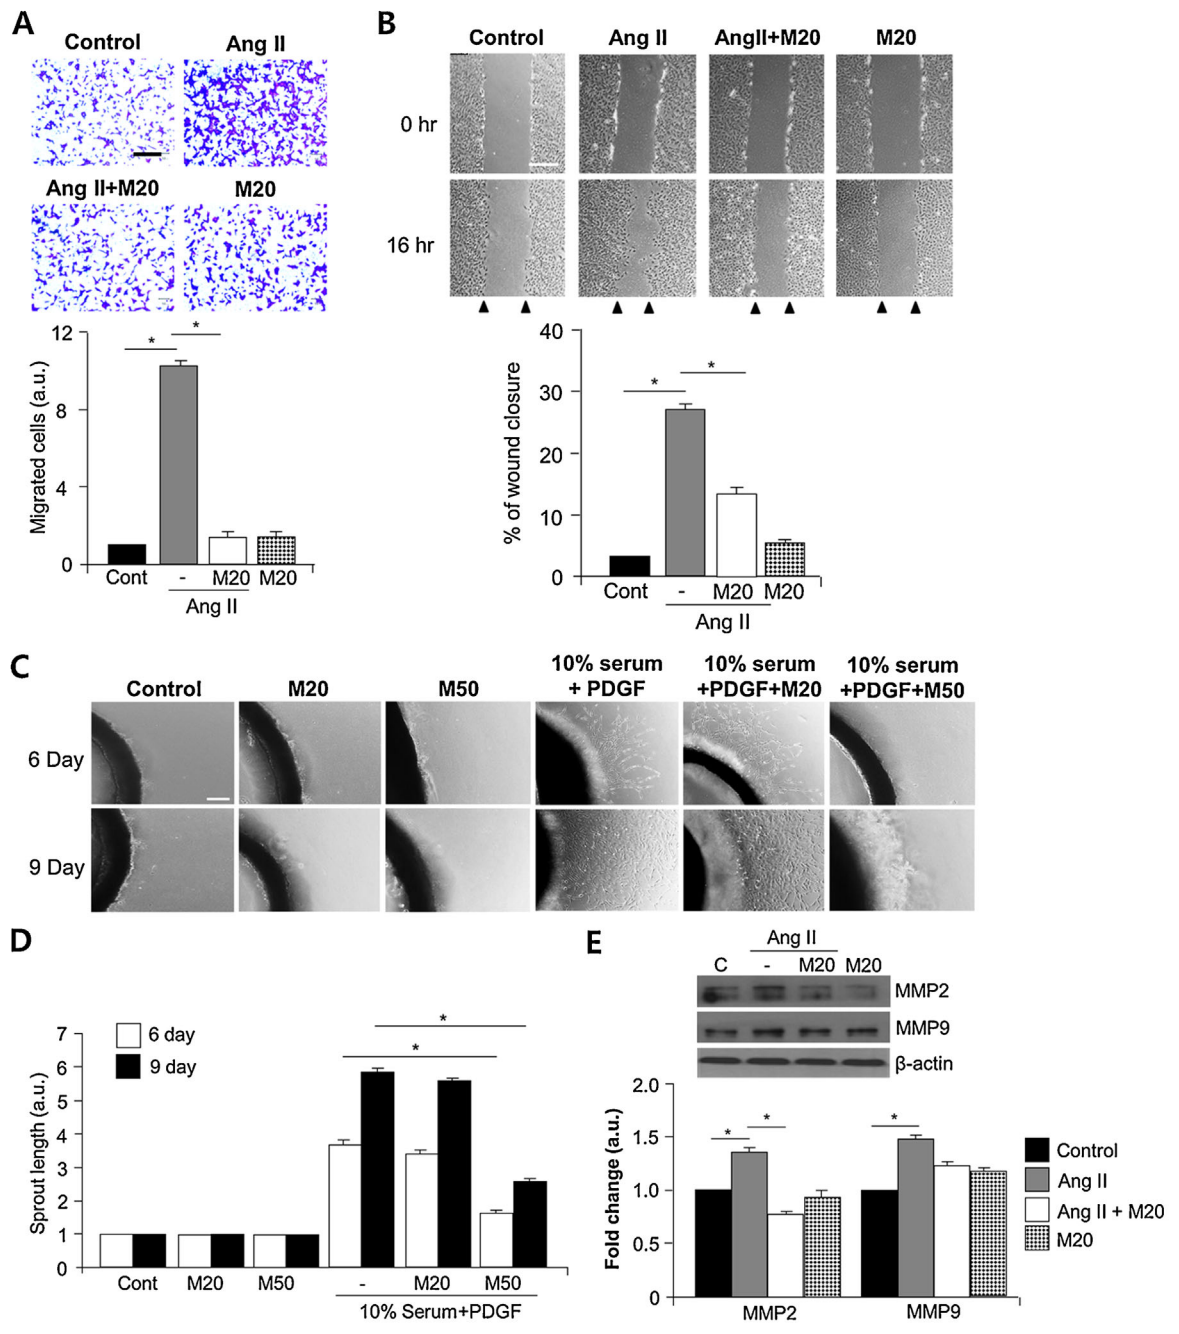 A
Control
Ang II
Ang II+M20
M20
12
8
4
0
Migrated cells (a.u.)
*
*
Cont
-
M20
M20
Ang II
B
Control
Ang II
AngII+M20
M20
0 hr
16 hr
40
30
20
10
0
% of wound closure
*
*
Cont
-
M20
M20
Ang II
C
Control
M20
M50
10% serum
+ PDGF
10% serum
+PDGF+M20
10% serum
+PDGF+M50
6 Day
9 Day
D
7
6
5
4
3
2
1
0
Sprout length (a.u.)
6 day
9 day
*
*
Cont
M20
M50
-
M20
M50
10% Serum+PDGF
E
Ang II
C
-
M20
M20
MMP2
MMP9
β-actin
2.0
1.5
1.0
0.5
0
Fold change (a.u.)
*
*
*
MMP2
MMP9
Control
Ang II
Ang II + M20
M20